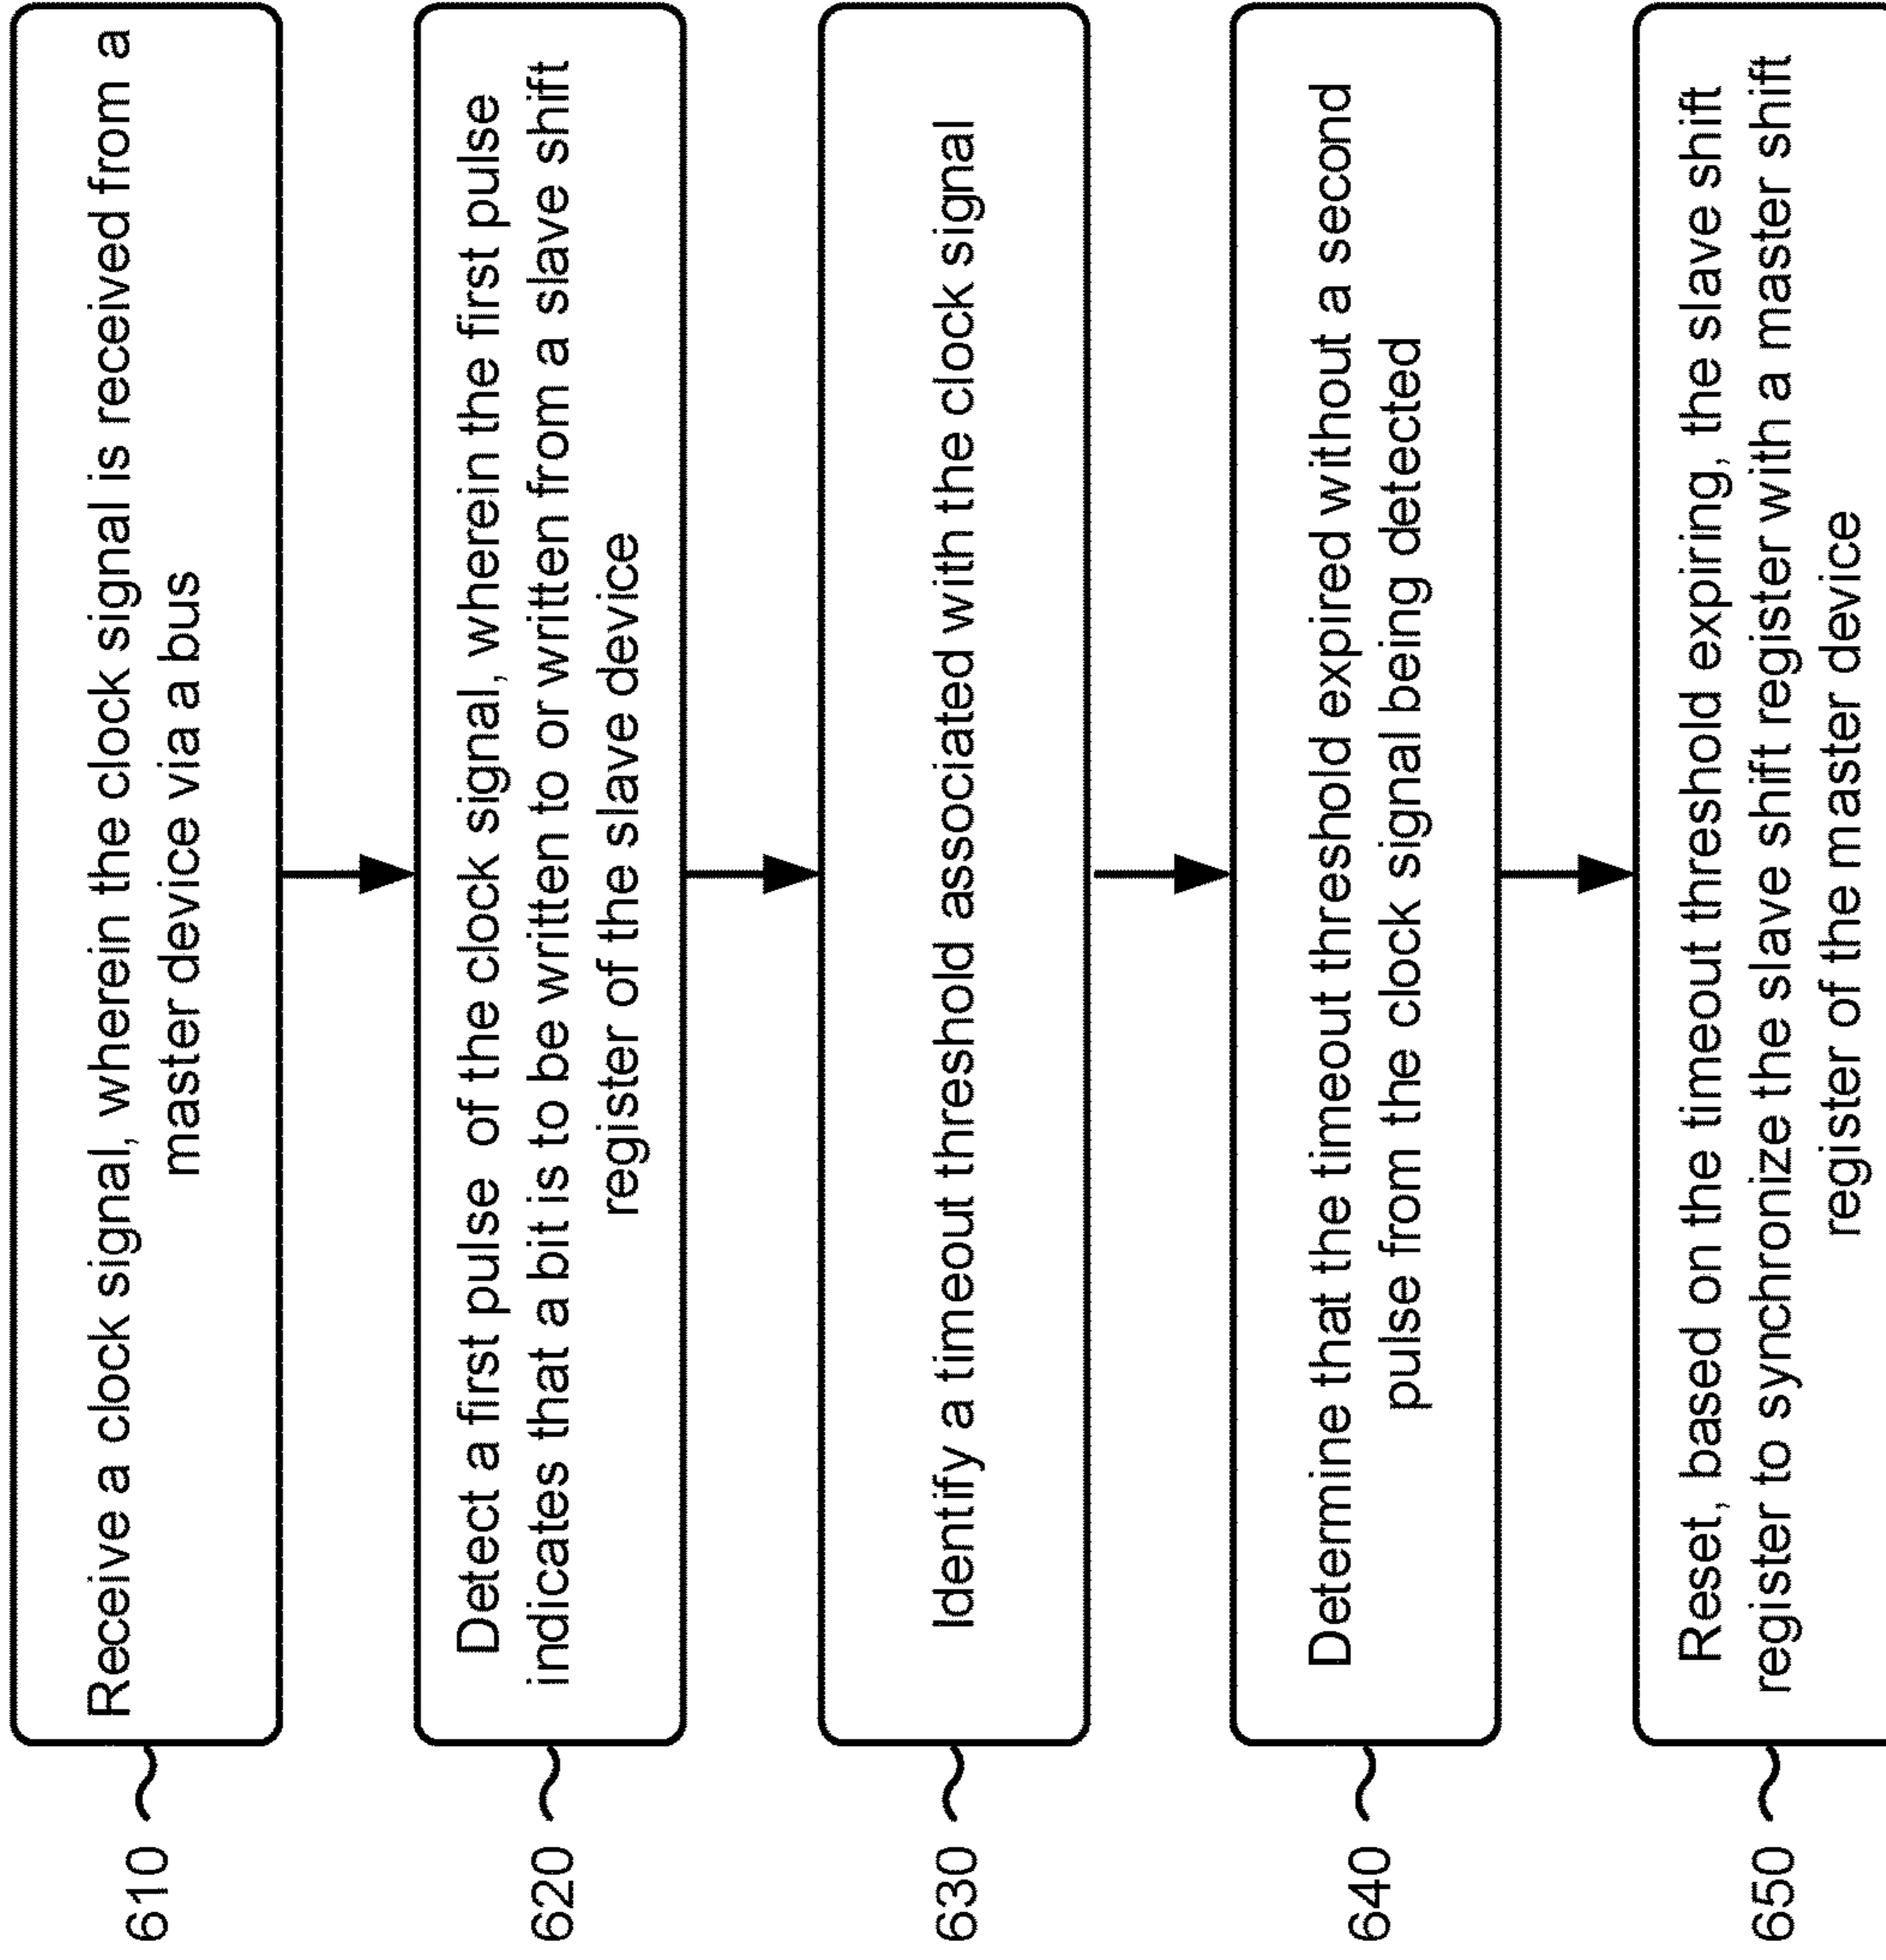 610
Receive a clock signal, wherein the clock signal is received from a
master device via a bus
620
Detect a first pulse of the clock signal, wherein the first pulse
indicates that a bit is to be written to or written from a slave shift
register of the slave device
630
Identify a timeout threshold associated with the clock signal
640
Determine that the timeout threshold expired without a second
pulse from the clock signal being detected
650
Reset, based on the timeout threshold expiring, the slave shift
register to synchronize the slave shift register with a master shift
register of the master device